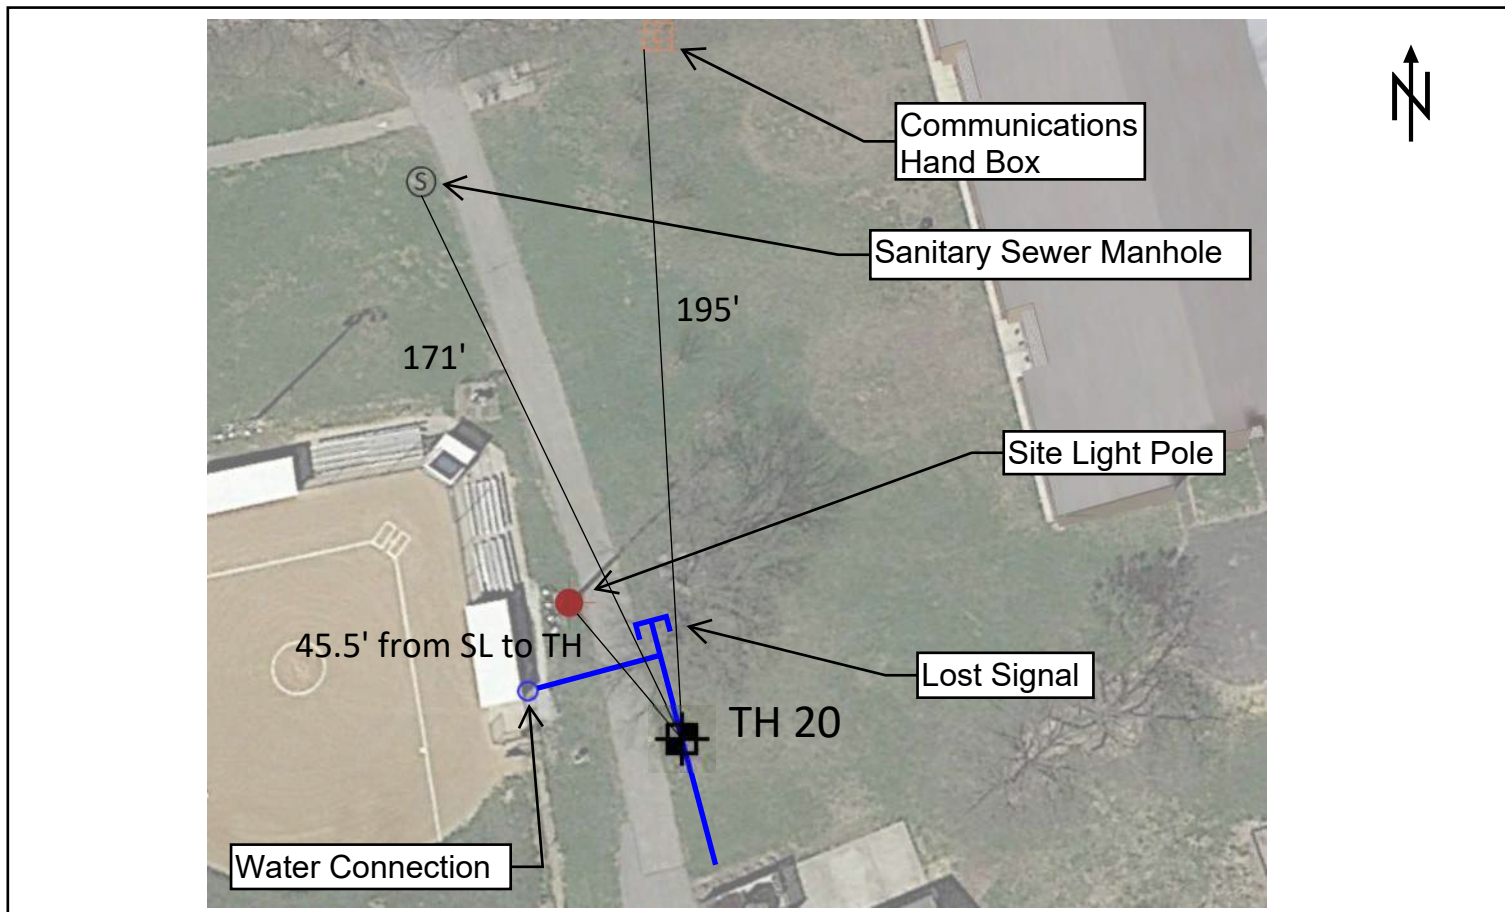 N
Communications
Hand Box
S
Sanitary Sewer Manhole
195'
171'
Site Light Pole
45.5' from SL to TH
Lost Signal
TH 20
Water Connection